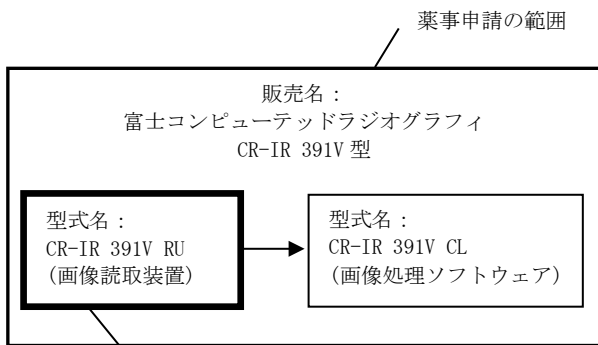 薬事申請の範囲
販売名：
富士コンピューテッドラジオグラフィ
CR-IR 391V 型
型式名：
CR-IR 391V RU
(画像読取装置)
型式名：
CR-IR 391V CL
(画像処理ソフトウェア)